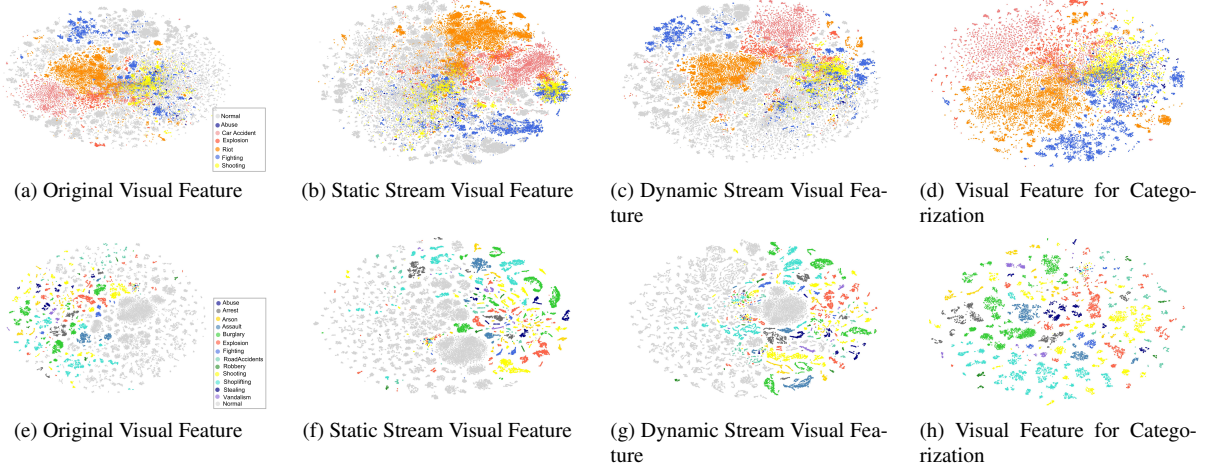 Normal
Abuse
Car Accident
Explosion
Riot
Fighting
Shooting
(a) Original Visual Feature
(b) Static Stream Visual Feature
(c) Dynamic Stream Visual Fea-
ture
(d) Visual Feature for Catego-
rization
Abuse
Arrest
Arson
Assault
Burglary
Explosion
Fighting
RoadAccidents
Robbery
Shooting
Shoplifting
Stealing
Vandalism
Normal
(e) Original Visual Feature
(f) Static Stream Visual Feature
(g) Dynamic Stream Visual Fea-
ture
(h) Visual Feature for Catego-
rization